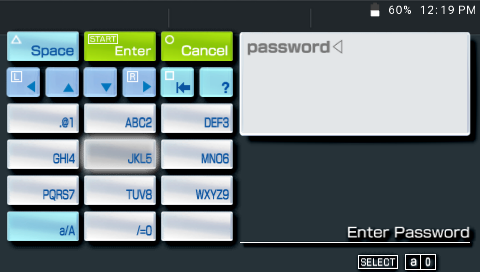 60% 12:19 PM
Space
START
Enter
Cancel
password
L
R
?
.@1
ABC2
DEF3
GHI4
JKL5
MNO6
PQRS7
TUV8
WXYZ9
a/A
/=0
Enter Password
SELECT a 0